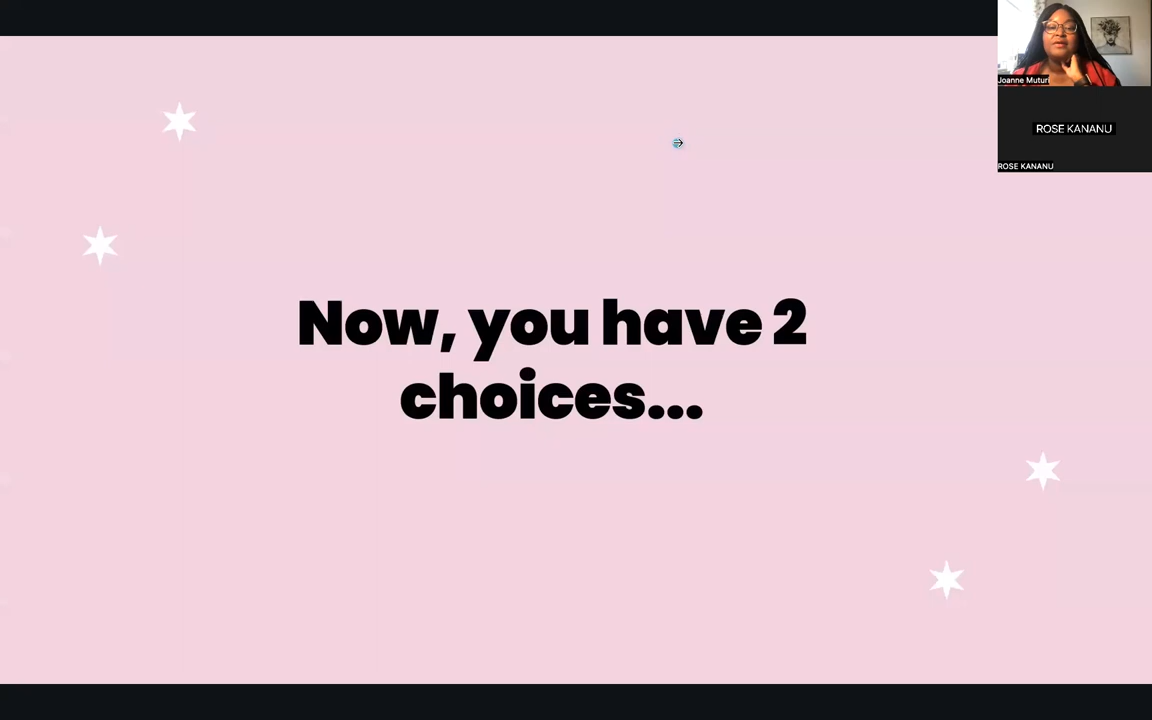 Now, you have 2
choices...
Joanne Muturi
ROSE KANANU
ROSE KANANU